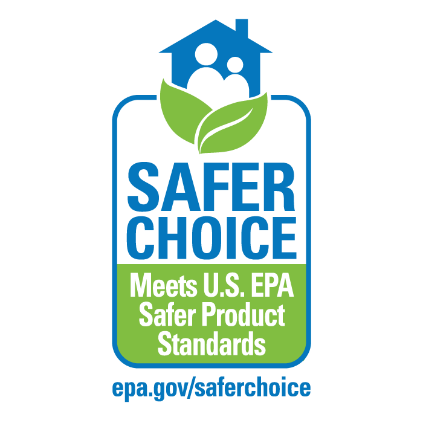 SAFER
CHOICE
Meets U.S. EPA
Safer Product
Standards
epa.gov/saferchoice